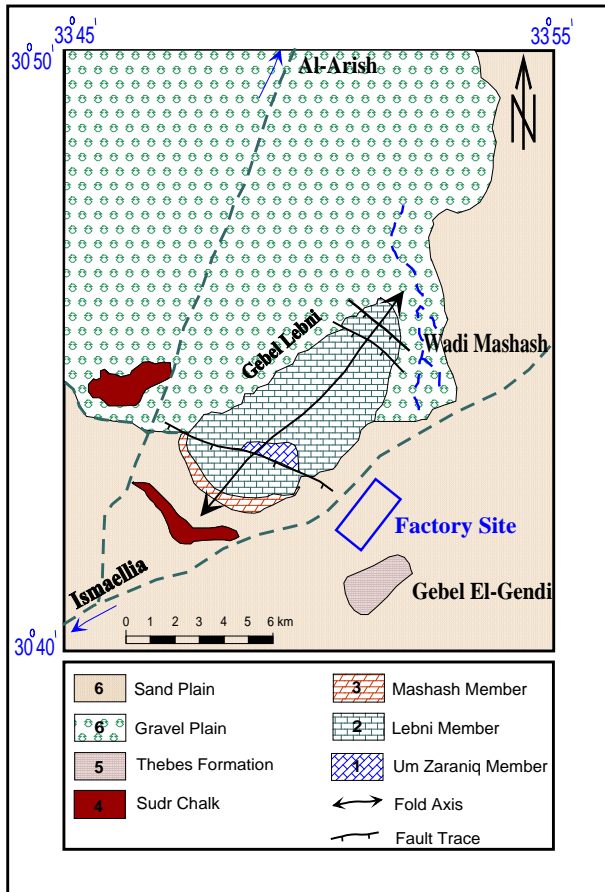 33° 45'
33° 55'
30° 50'
Al-Arish
N
Gebel Lebni
Wadi Mashash
Factory Site
Gebel El-Gendi
Ismaellia
30° 40'
0 1 2 3 4 5 6 km
6 Sand Plain
6 Gravel Plain
5 Thebes Formation
4 Sudr Chalk
3 Mashash Member
2 Lebni Member
1 Um Zaraniq Member
Fold Axis
Fault Trace